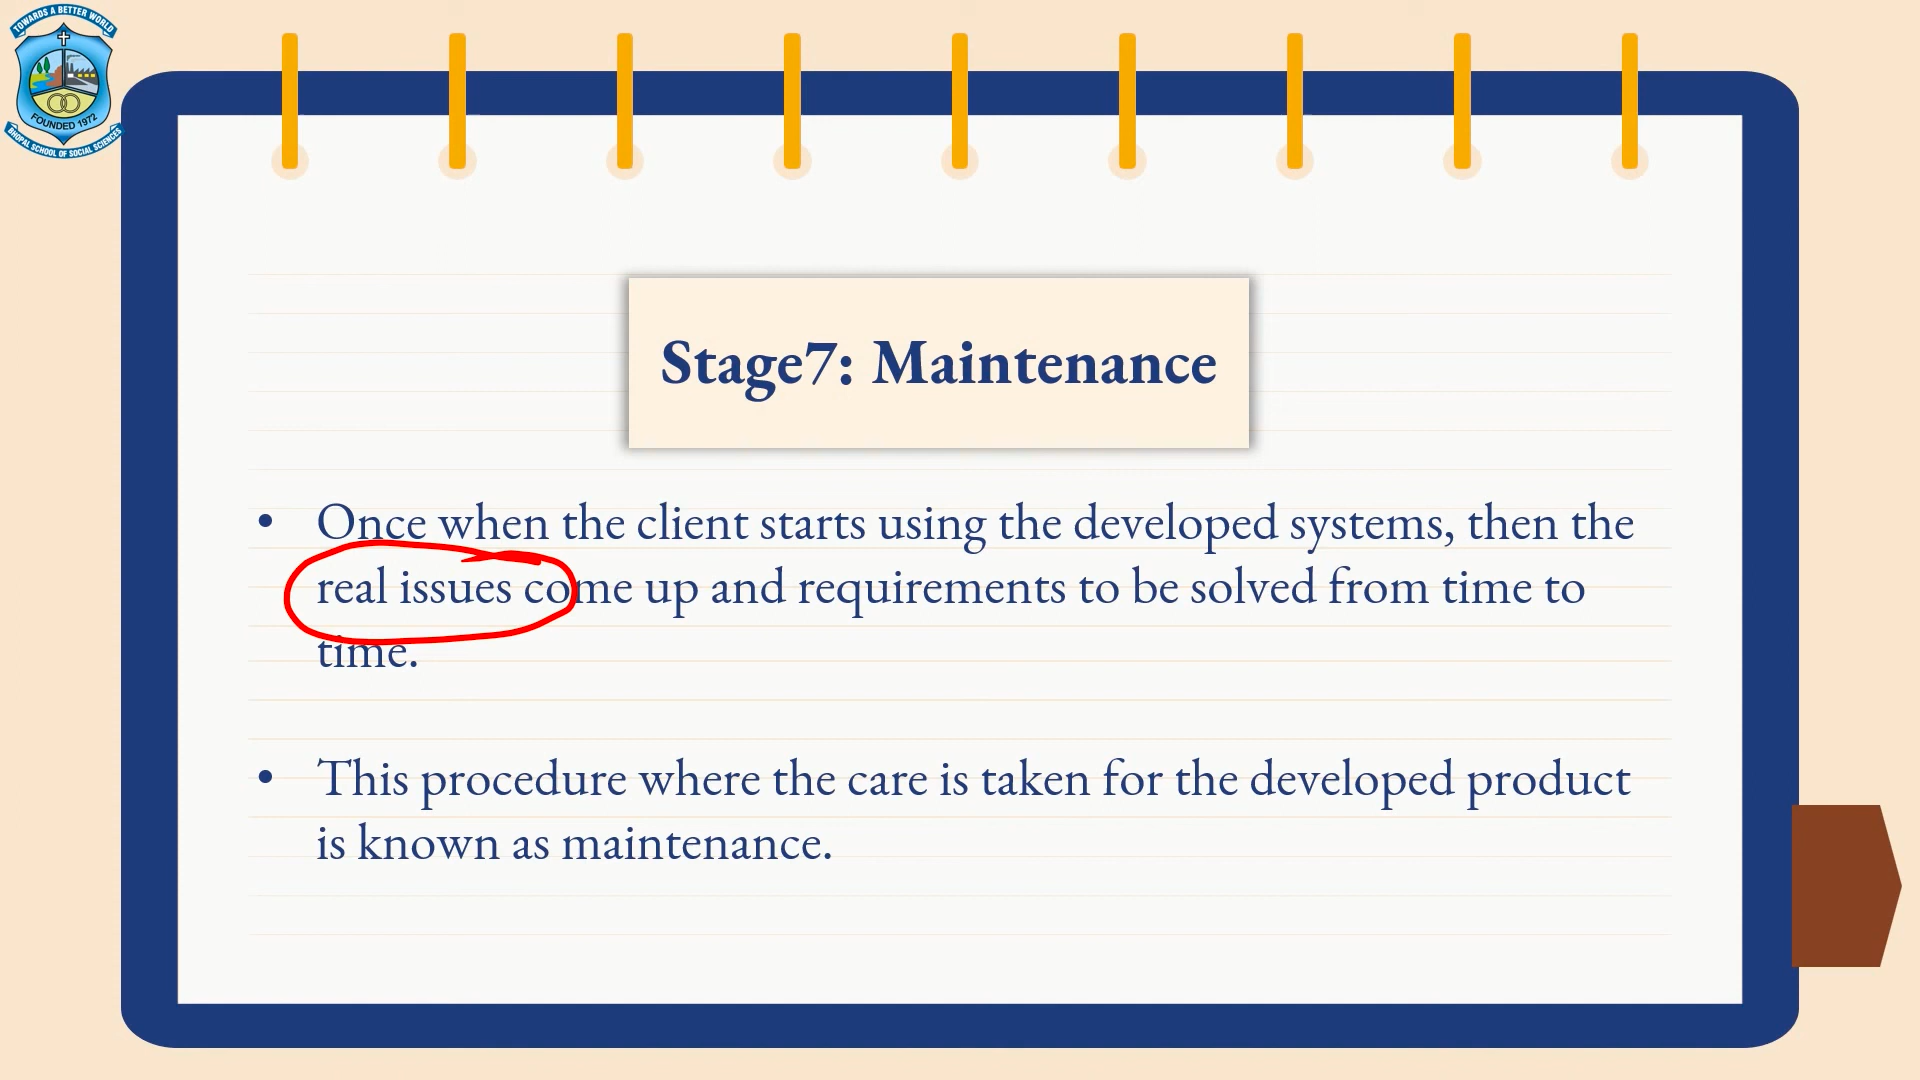 TOWARDS A BETTER WORLD
FOUNDED 1972
BHOPAL SCHOOL OF SOCIAL SCIENCES
Stage7: Maintenance
• Once when the client starts using the developed systems, then the
real issues come up and requirements to be solved from time to
time.
• This procedure where the care is taken for the developed product
is known as maintenance.